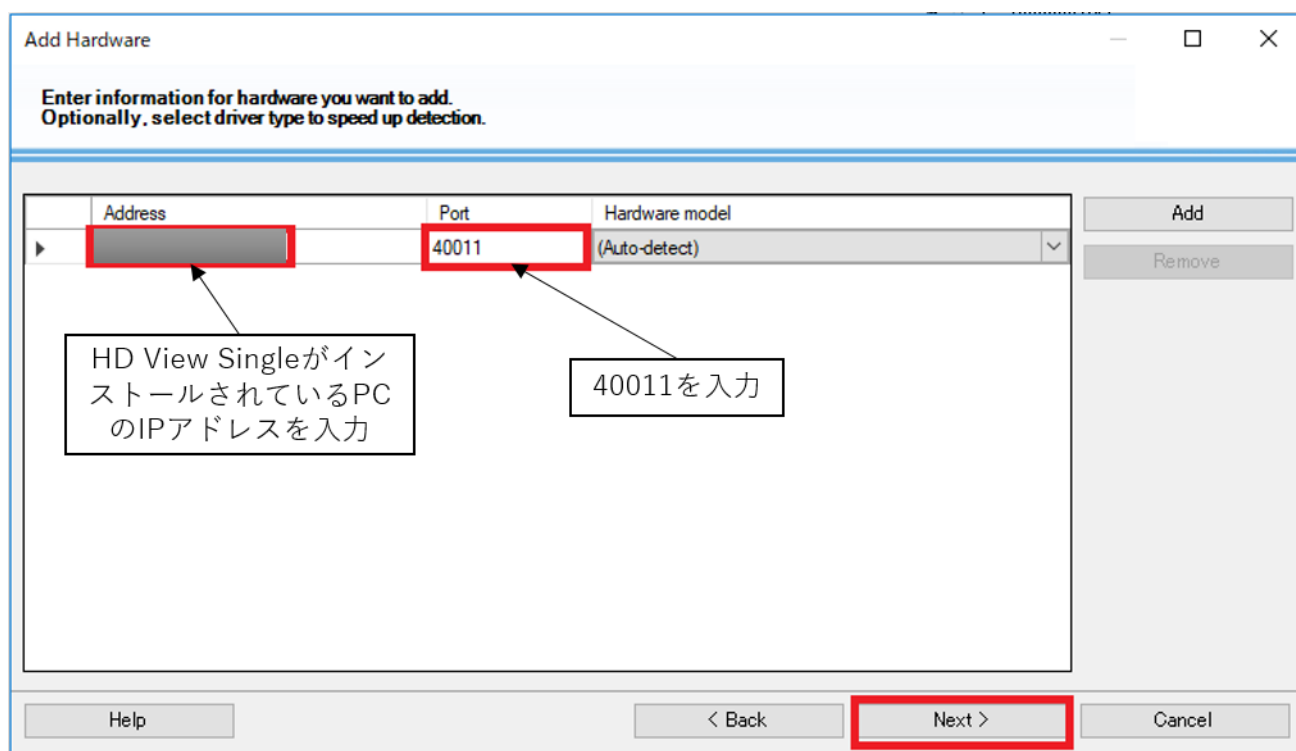 Add Hardware
Enter information for hardware you want to add.
Optionally, select driver type to speed up detection.
Address Port Hardware model
40011 (Auto-detect)
Add
Remove
HD View Singleがイン
ストールされているPC
のIPアドレスを入力
40011を入力
Help
< Back
Next >
Cancel